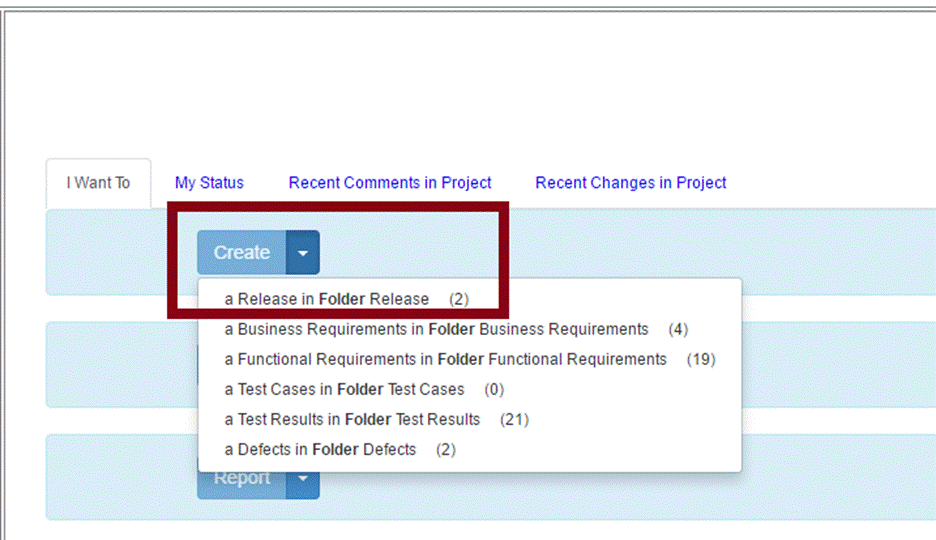 I Want To My Status Recent Comments in Project Recent Changes in Project
Create
a Release in Folder Release (2)
a Business Requirements in Folder Business Requirements (4)
a Functional Requirements in Folder Functional Requirements (19)
a Test Cases in Folder Test Cases (0)
a Test Results in Folder Test Results (21)
a Defects in Folder Defects (2)
Report